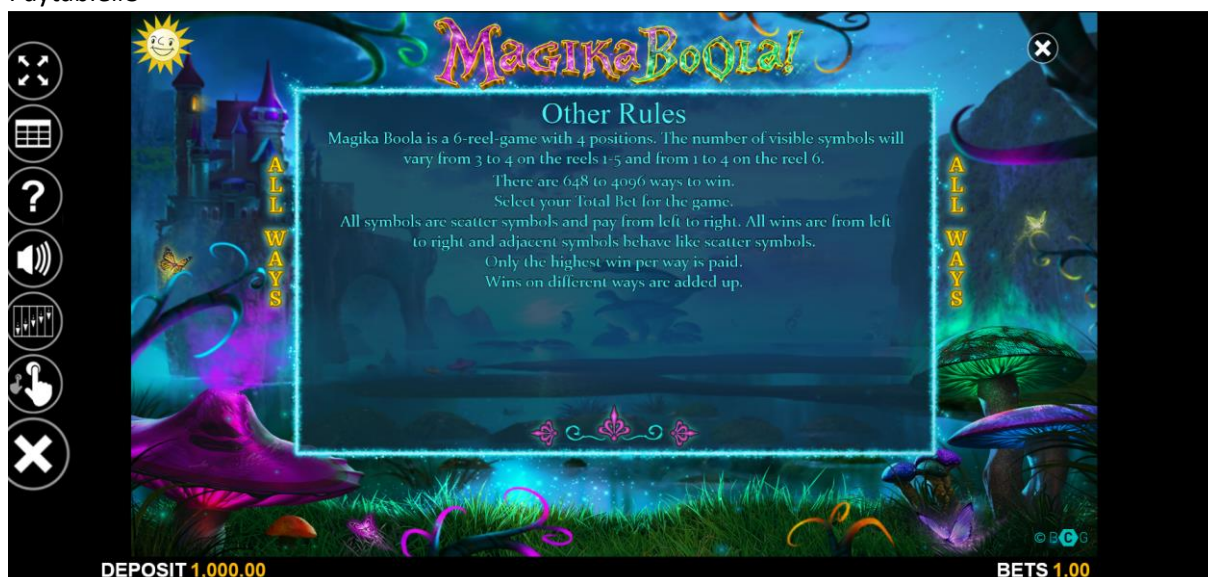 Magika Boola!
Other Rules
Magika Boola is a 6-reel-game with 4 positions. The number of visible symbols will
vary from 3 to 4 on the reels 1-5 and from 1 to 4 on the reel 6.
There are 648 to 4096 ways to win.
Select your Total Bet for the game.
All symbols are scatter symbols and pay from left to right. All wins are from left
to right and adjacent symbols behave like scatter symbols.
Only the highest win per way is paid.
Wins on different ways are added up.
ALL WAYS
ALL WAYS
?
© BCG
DEPOSIT 1,000.00
BETS 1.00